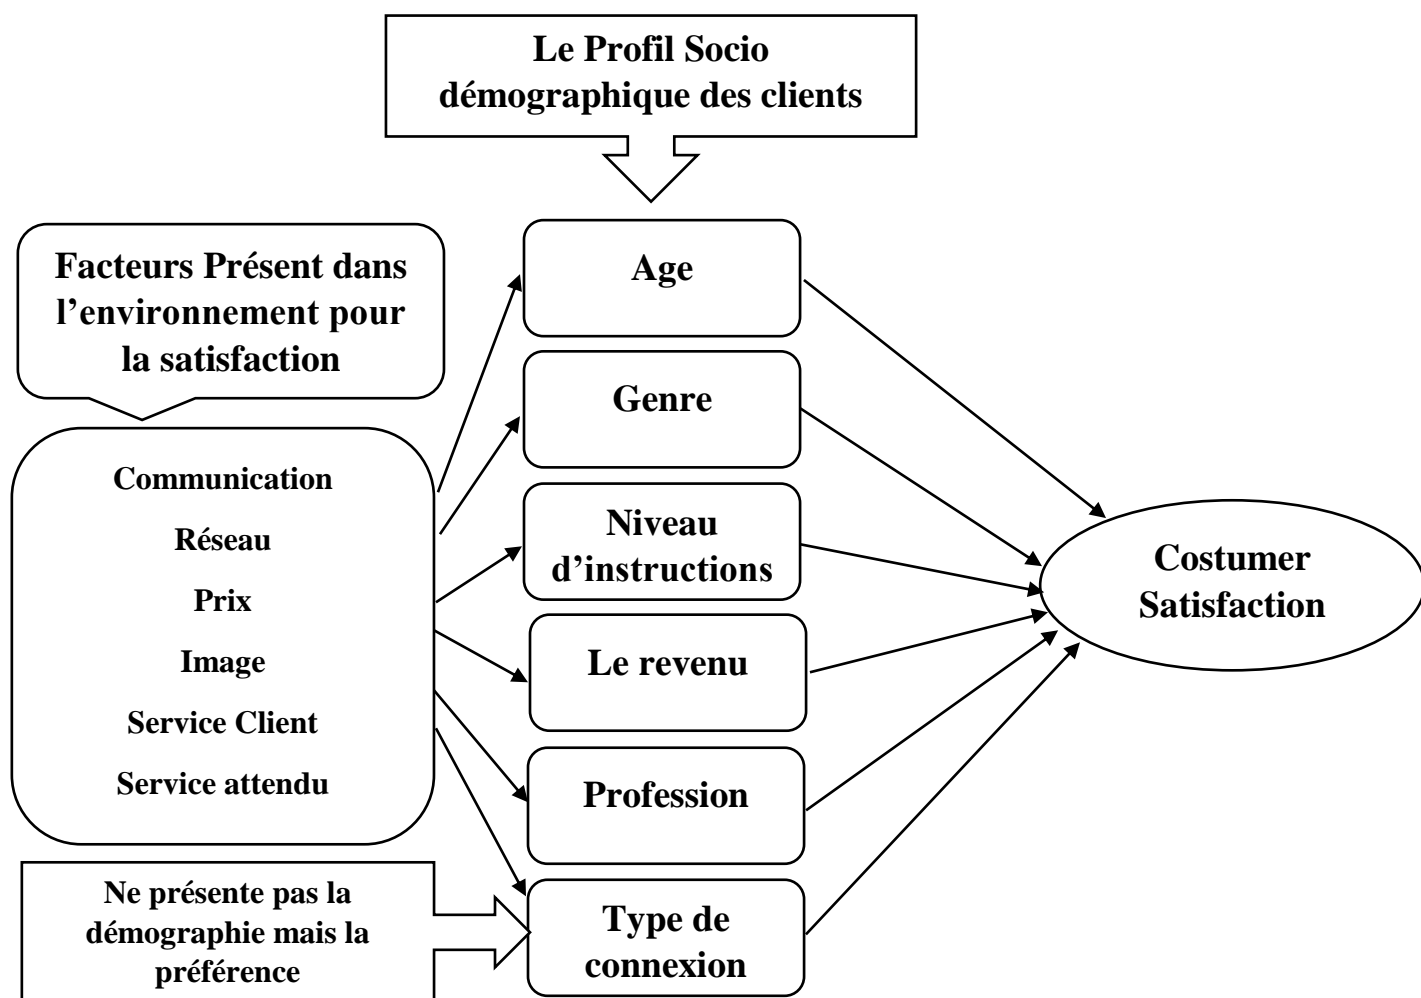 Le Profil Socio
démographique des clients
Facteurs Présent dans
l’environnement pour
la satisfaction
Communication
Réseau
Prix
Image
Service Client
Service attendu
Ne présente pas la
démographie mais la
préférence
Age
Genre
Niveau
d’instructions
Le revenu
Profession
Type de
connexion
Costumer
Satisfaction